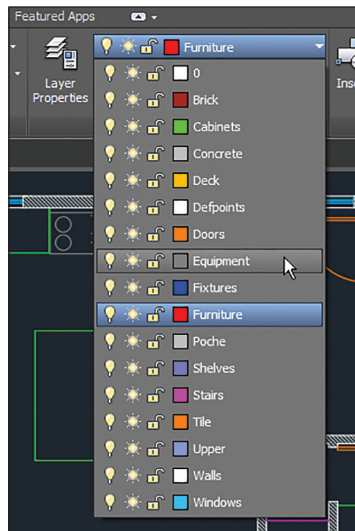 Featured Apps
Furniture
Layer
Properties
0
Brick
Cabinets
Concrete
Deck
Defpoints
Doors
Equipment
Fixtures
Furniture
Poche
Shelves
Stairs
Tile
Upper
Walls
Windows